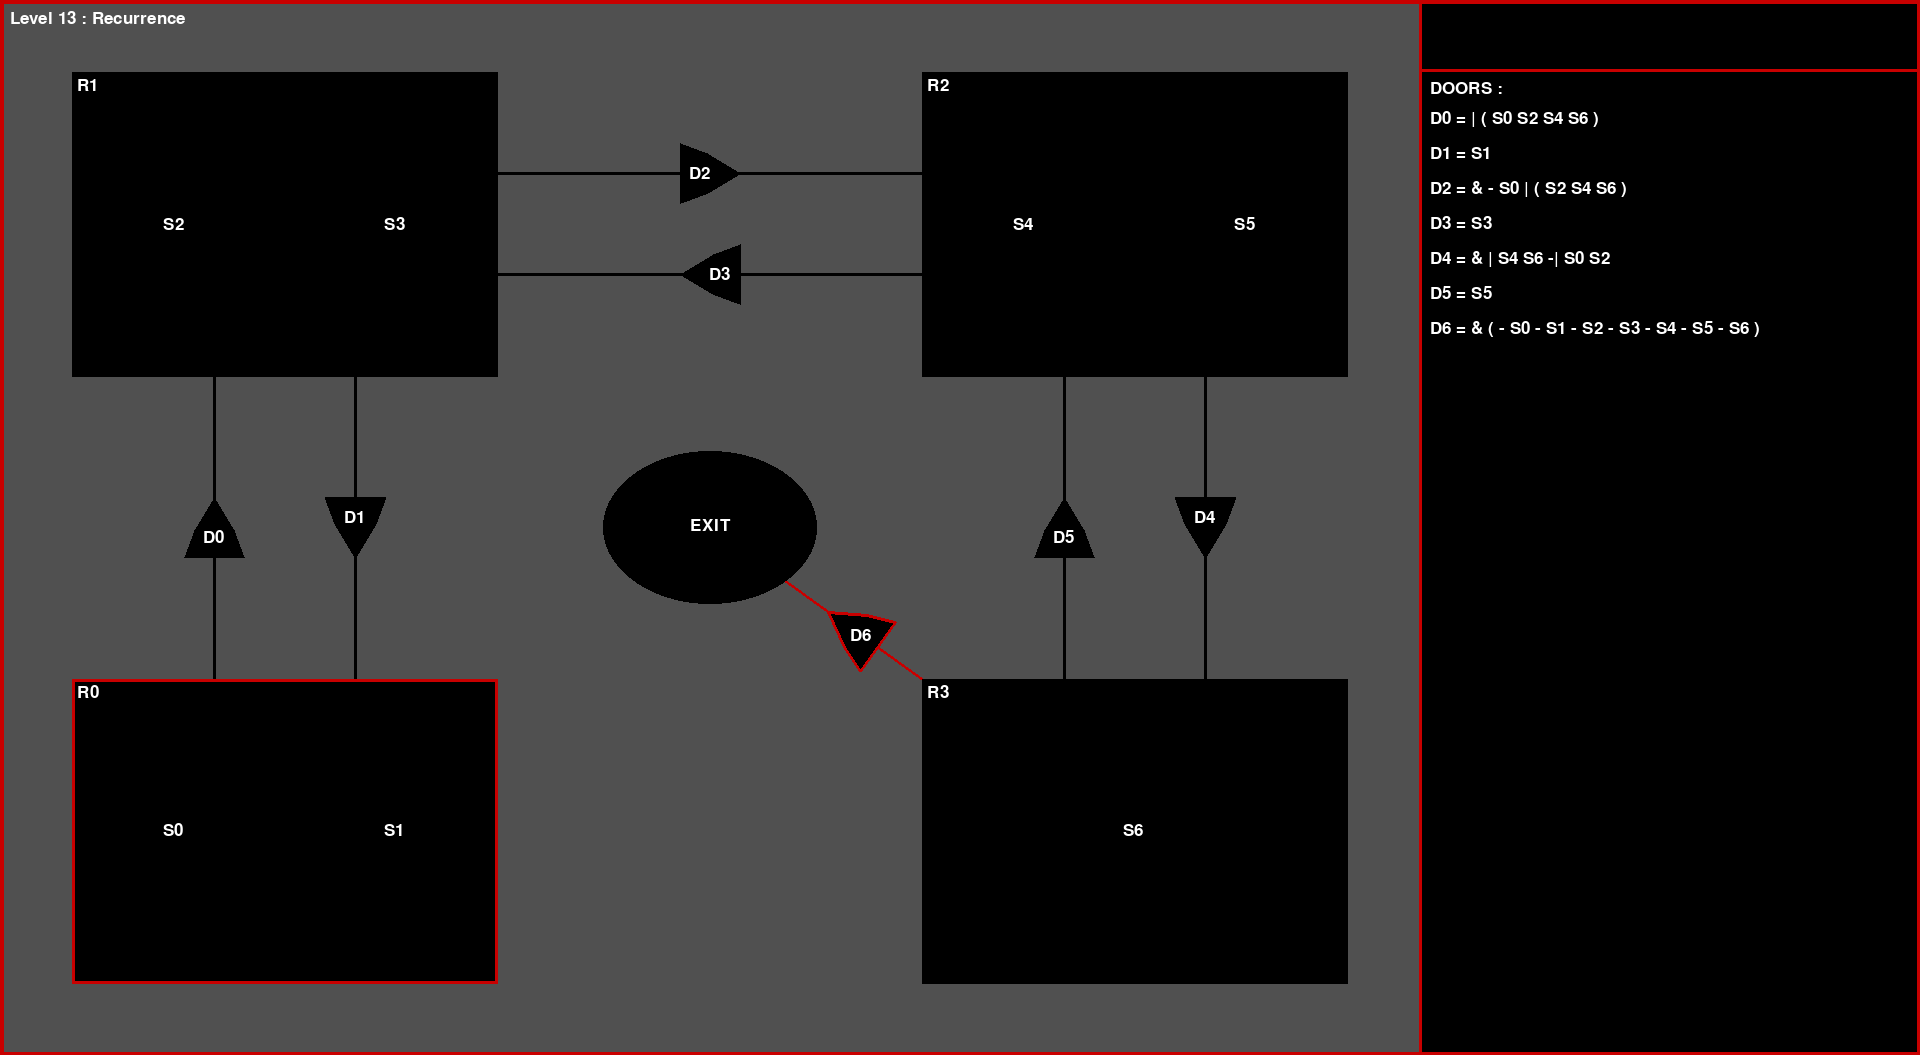 Level 13 : Recurrence
R1
R2
S2
S3
S4
S5
D2
D3
D0
D1
EXIT
D5
D4
D6
R0
R3
S0
S1
S6
DOORS :
D0 = | ( S0 S2 S4 S6 )
D1 = S1
D2 = & - S0 | ( S2 S4 S6 )
D3 = S3
D4 = & | S4 S6 -| S0 S2
D5 = S5
D6 = & ( - S0 - S1 - S2 - S3 - S4 - S5 - S6 )